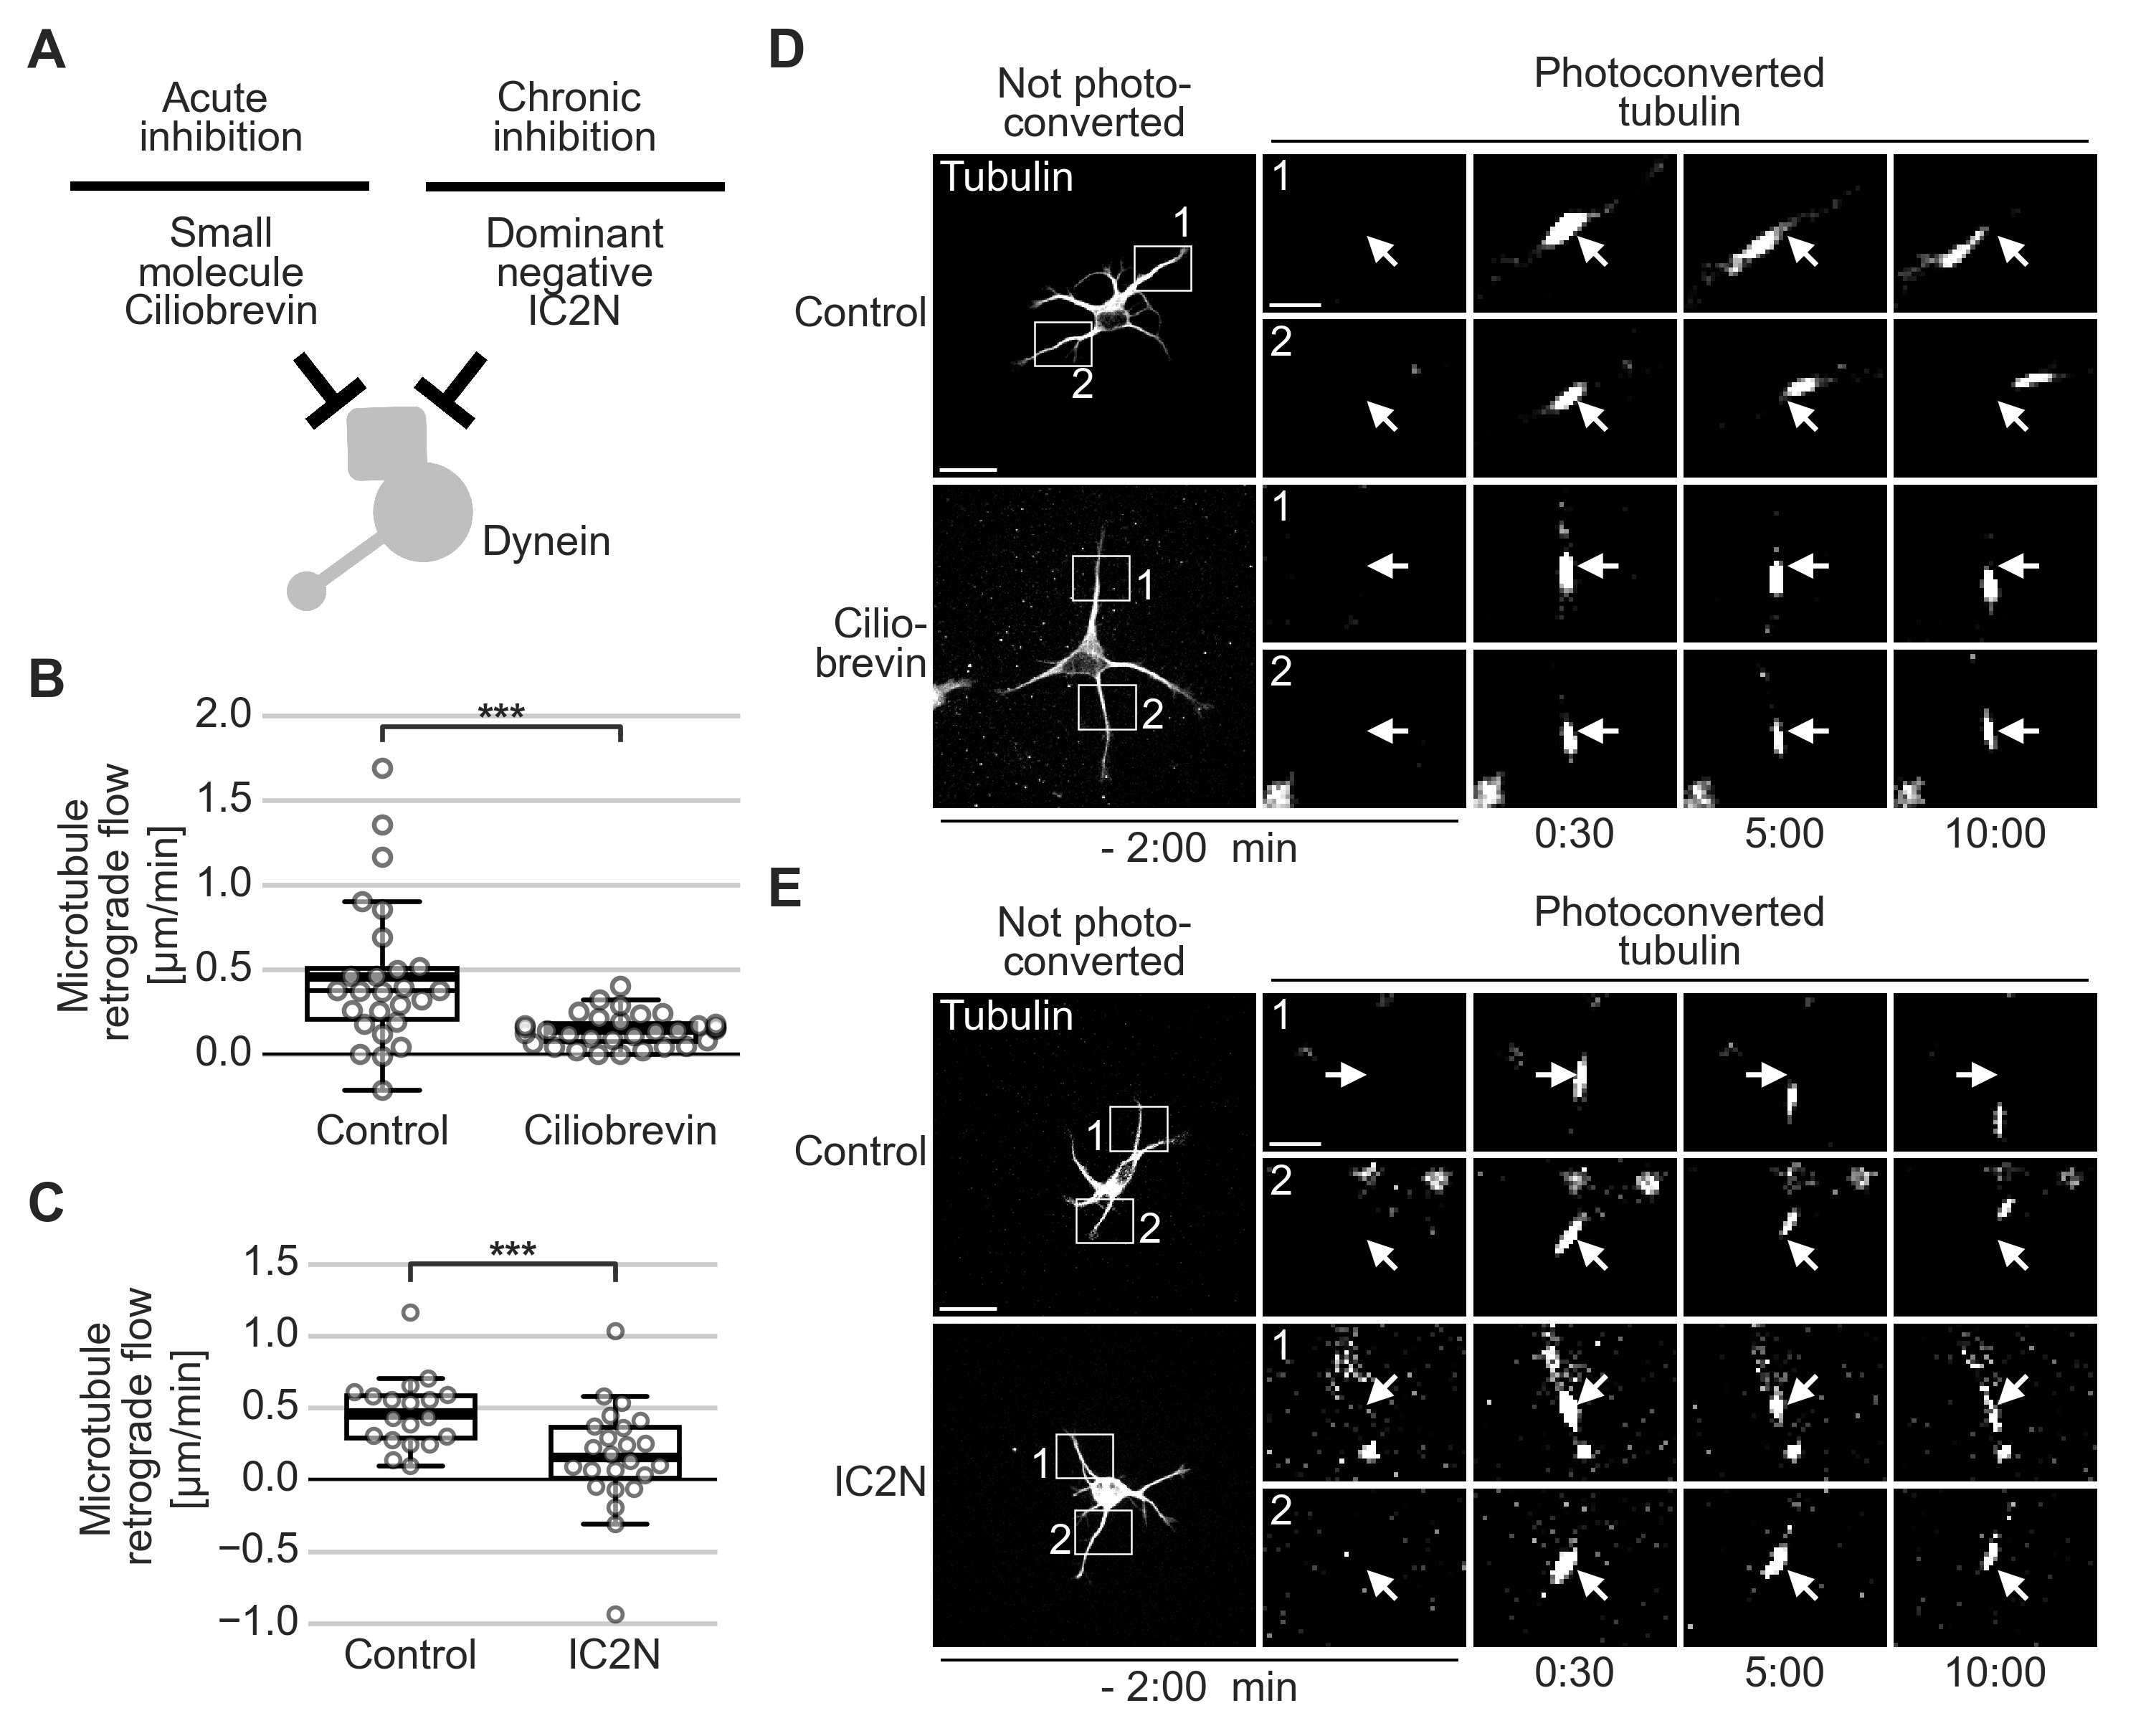 A
Acute
inhibition
Chronic
inhibition
Small
molecule
Ciliobrevin
Dominant
negative
IC2N
Dynein
B
Microtubule
retrograde flow
[µm/min]
2.0
1.5
1.0
0.5
0.0
***
Control
Ciliobrevin
C
Microtubule
retrograde flow
[µm/min]
1.5
1.0
0.5
0.0
−0.5
−1.0
***
Control
IC2N
D
Not photo-
converted
Photoconverted
tubulin
Control
Tubulin
1
2
1
2
Cilio-
brevin
1
2
1
2
- 2:00 min
0:30
5:00
10:00
E
Not photo-
converted
Photoconverted
tubulin
Control
Tubulin
1
2
1
2
IC2N
1
2
1
2
- 2:00 min
0:30
5:00
10:00